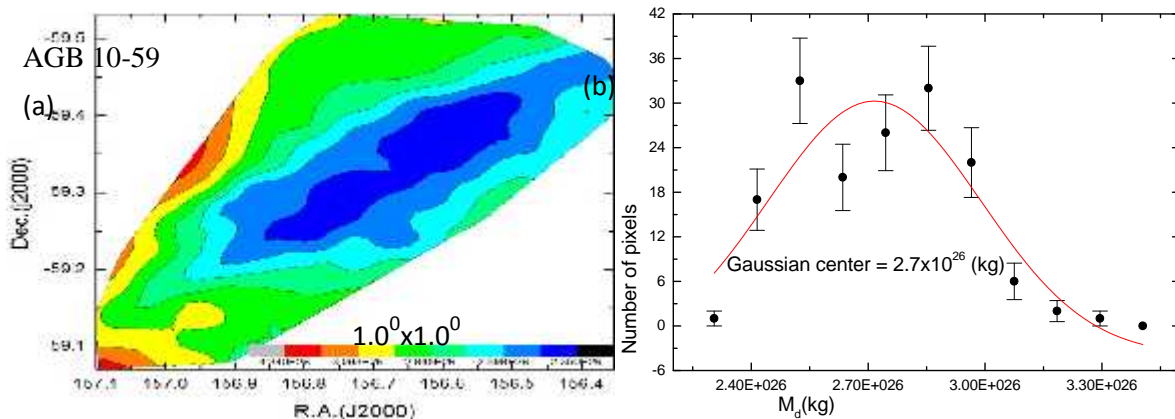 AGB 10-59
(a)
Dec.(J2000)
-59.5
-59.4
-59.3
-59.2
-59.1
1.0⁰x1.0⁰
157.1 157.0 156.9 156.8 156.7 156.6 156.5 156.4
R.A.(J2000)
(b)
Number of pixels
42
36
30
24
18
12
6
0
-6
Gaussian center = 2.7x10²⁶ (kg)
2.40E+026 2.70E+026 3.00E+026 3.30E+026
M_d(kg)